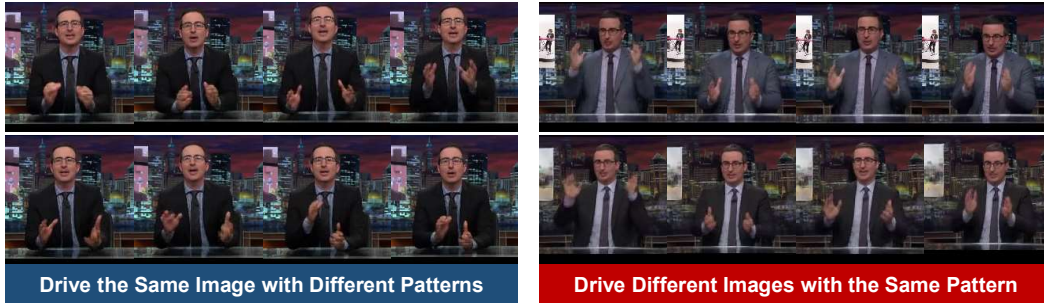 Drive the Same Image with Different Patterns
Drive Different Images with the Same Pattern